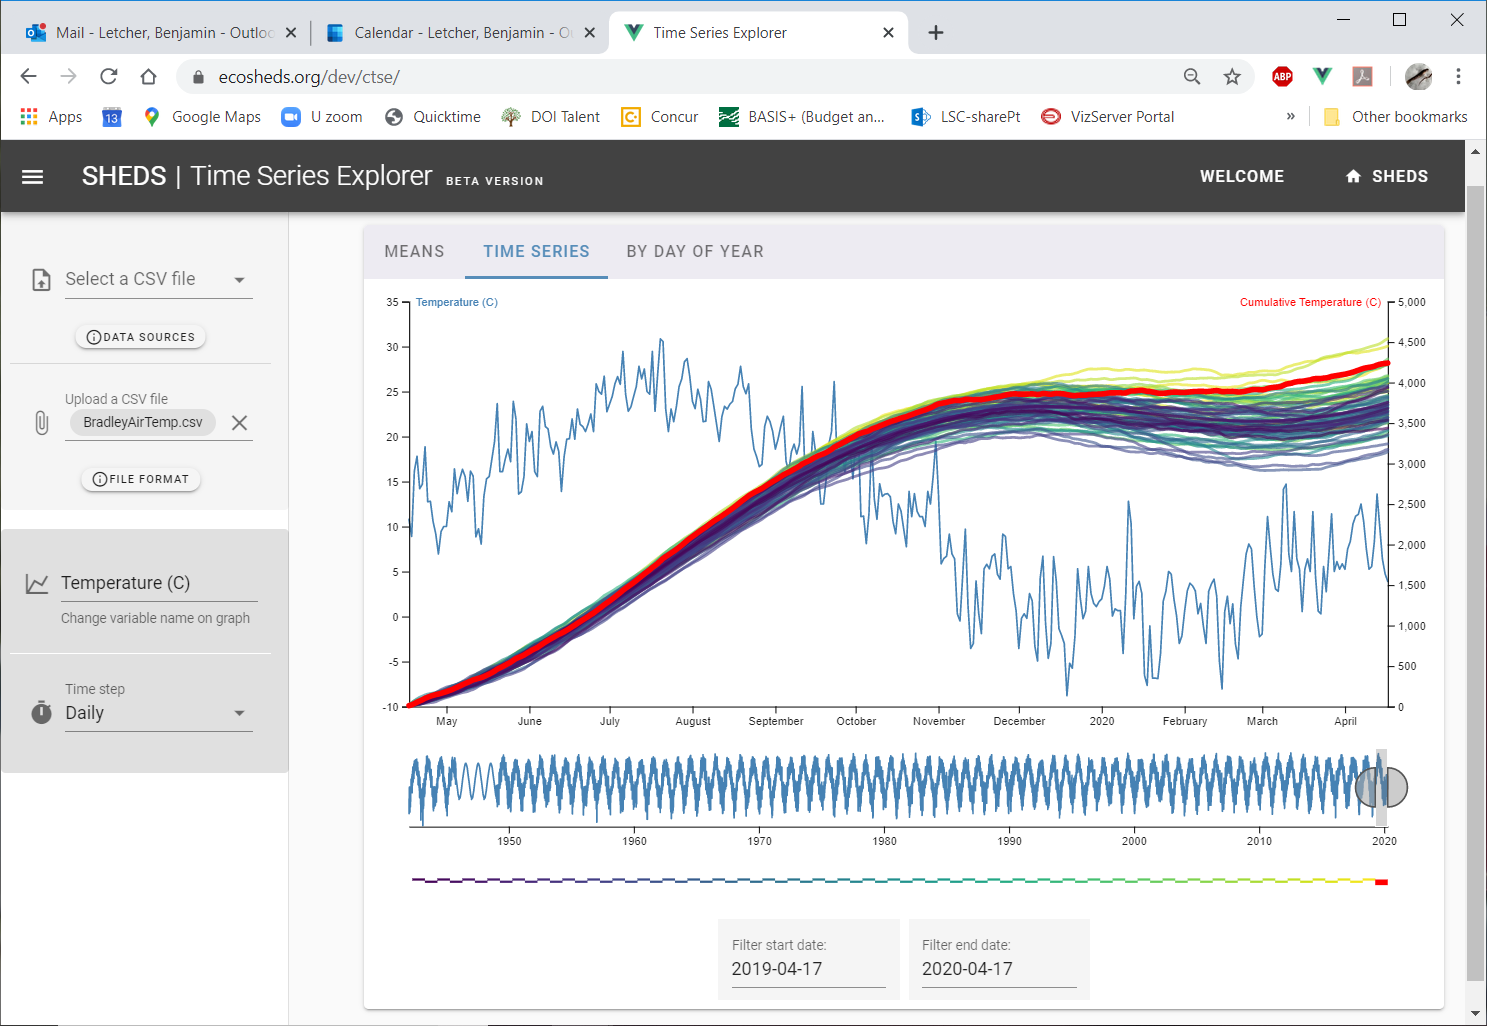 Mail - Letcher, Benjamin - Outloo
Calendar - Letcher, Benjamin - O
Time Series Explorer
ecosheds.org/dev/ctse/
ABP
Apps
13
Google Maps
U zoom
Quicktime
DOI Talent
Concur
BASIS+ (Budget an...
LSC-sharePt
VizServer Portal
»
Other bookmarks
SHEDS | Time Series Explorer BETA VERSION
WELCOME
SHEDS
Select a CSV file
DATA SOURCES
Upload a CSV file
BradleyAirTemp.csv
FILE FORMAT
Temperature (C)
Change variable name on graph
Time step
Daily
MEANS
TIME SERIES
BY DAY OF YEAR
Temperature (C)
Cumulative Temperature (C)
35
30
25
20
15
10
5
0
-5
-10
5,000
4,500
4,000
3,500
3,000
2,500
2,000
1,500
1,000
500
0
May June July August September October November December 2020 February March April
1950 1960 1970 1980 1990 2000 2010 2020
Filter start date:
2019-04-17
Filter end date:
2020-04-17